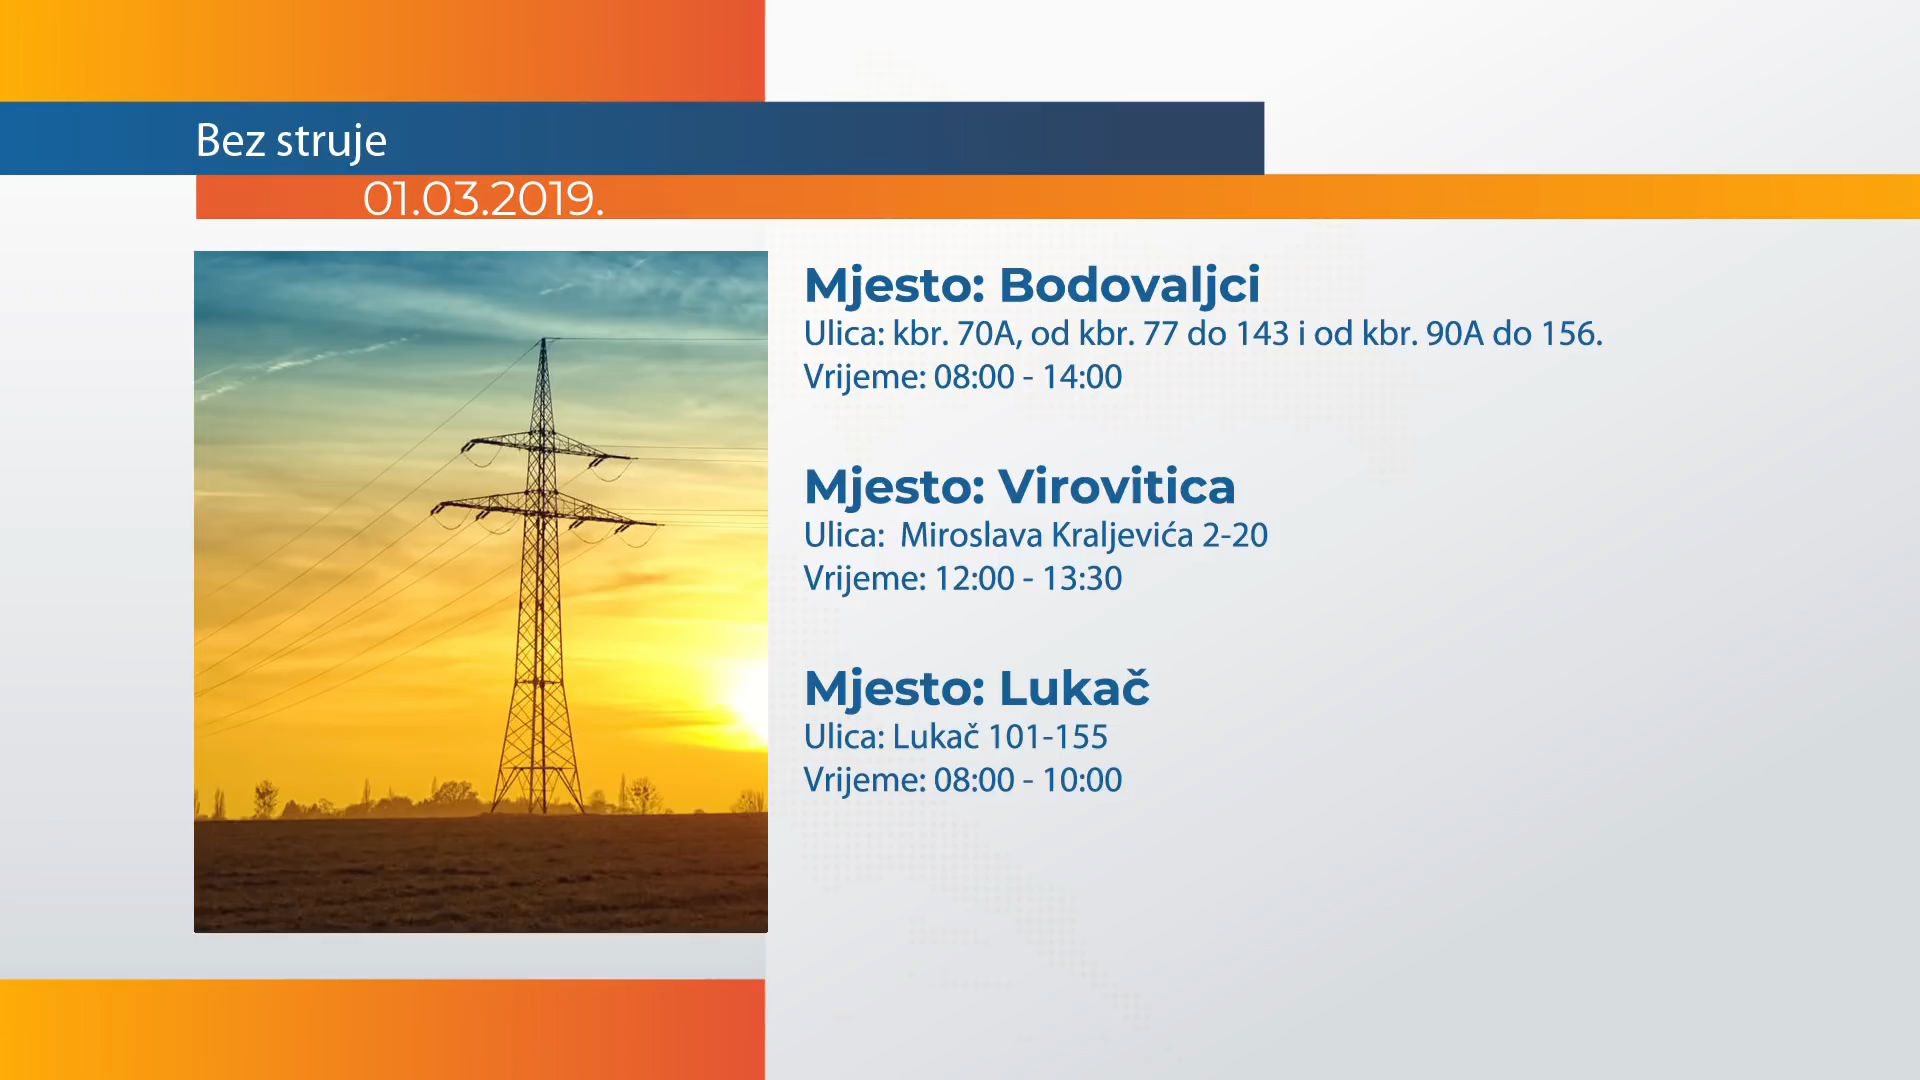 Bez struje
01.03.2019.
Mjesto: Bodovaljci
Ulica: kbr. 70A, od kbr. 77 do 143 i od kbr. 90A do 156.
Vrijeme: 08:00 - 14:00
Mjesto: Virovitica
Ulica:  Miroslava Kraljevića 2-20
Vrijeme: 12:00 - 13:30
Mjesto: Lukač
Ulica: Lukač 101-155
Vrijeme: 08:00 - 10:00